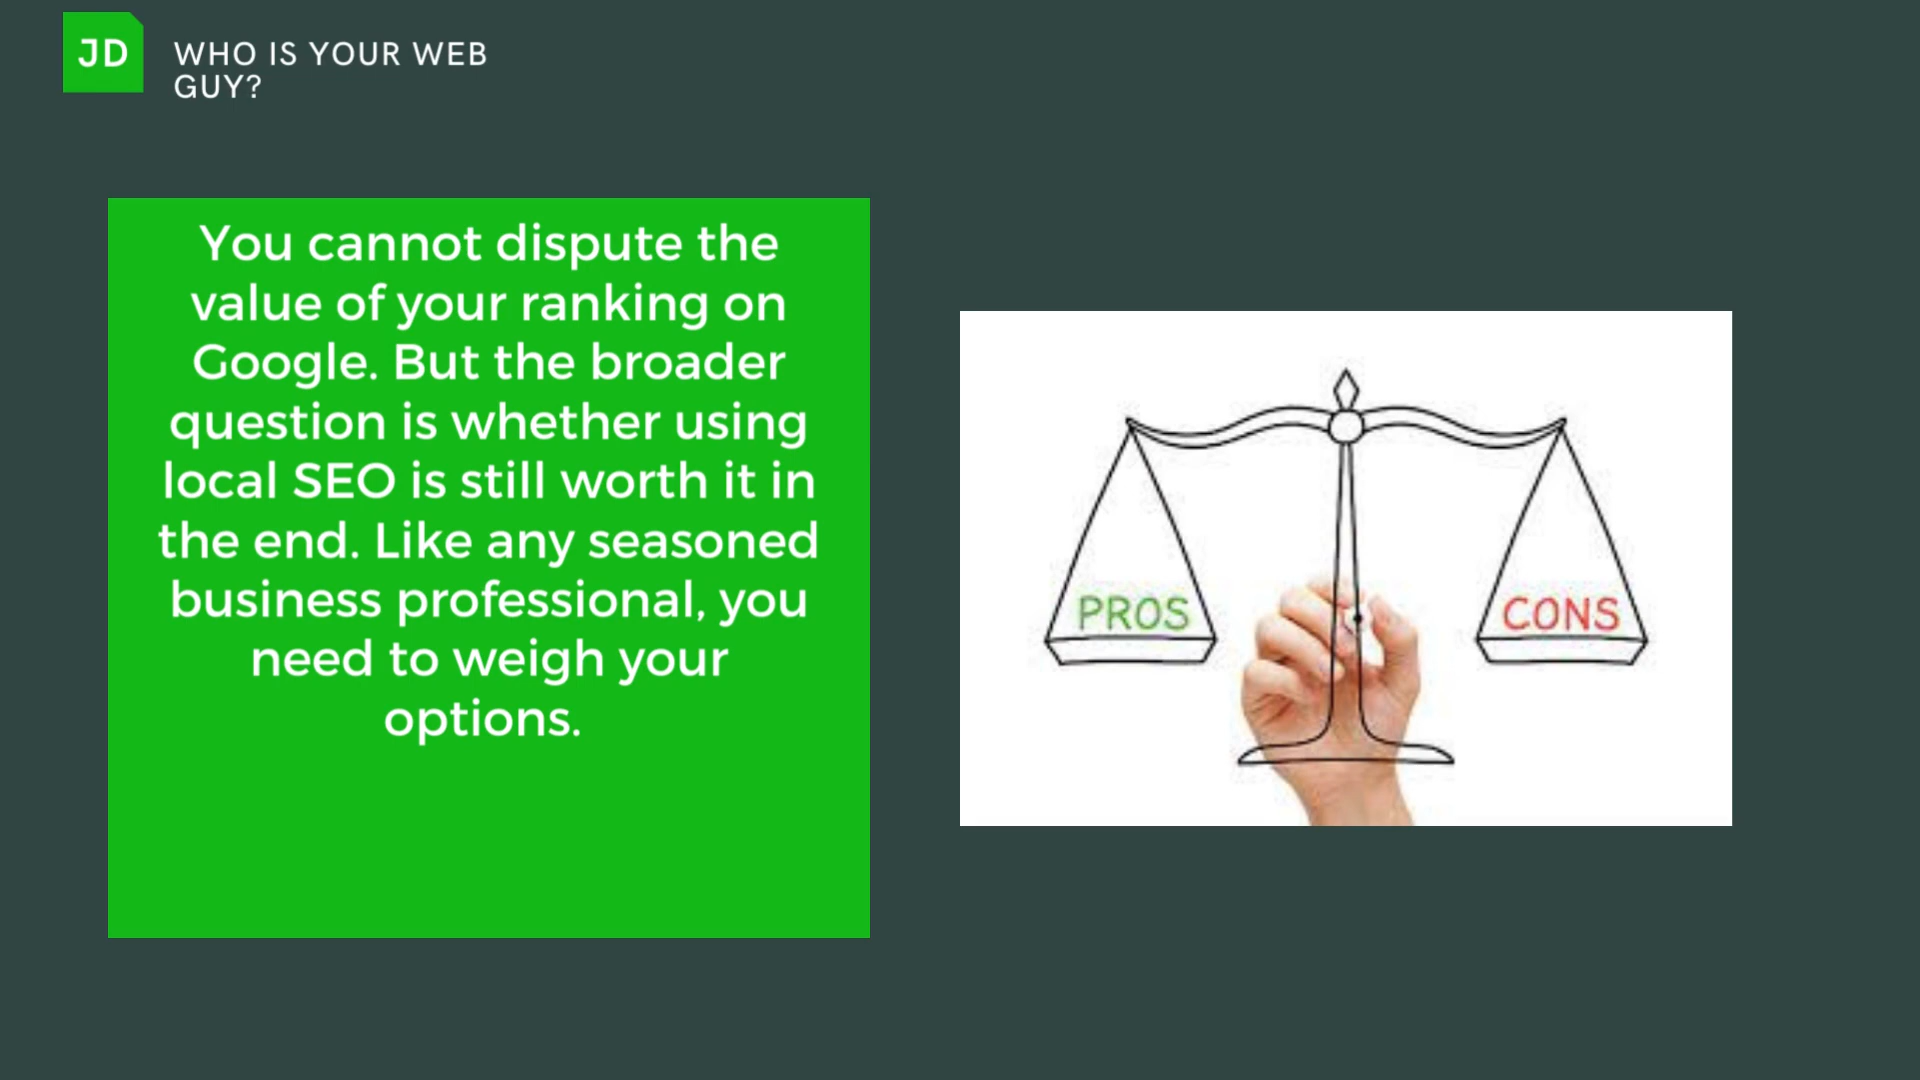 JD
WHO IS YOUR WEB
GUY?
You cannot dispute the
value of your ranking on
Google. But the broader
question is whether using
local SEO is still worth it in
the end. Like any seasoned
business professional, you
need to weigh your
options.
PROS
CONS